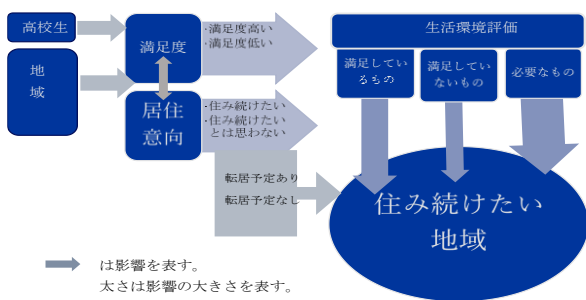 高校生
地
域
満足度
居住
意向
・満足度高い
・満足度低い
・住み続けたい
・住み続けたい
とは思わない
転居予定あり
転居予定なし
生活環境評価
満足してい
るもの
満足してい
ないもの
必要なもの
住み続けたい
地域
は影響を表す。
太さは影響の大きさを表す。